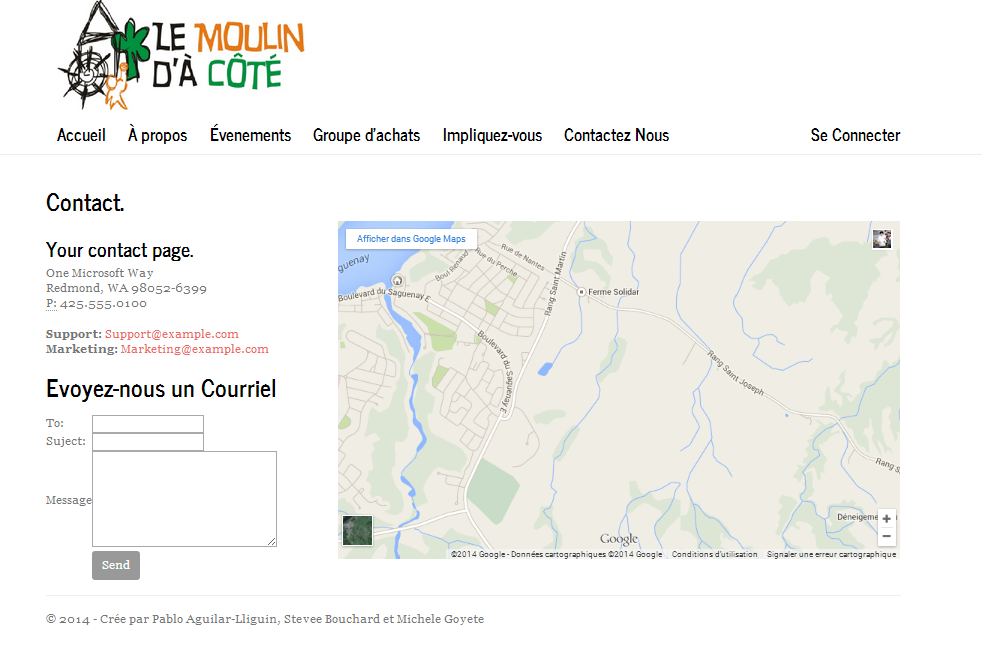 LE MOULIN
D'À CÔTÉ
Accueil À propos Évenements Groupe d'achats Impliquez-vous Contactez Nous Se Connecter
Contact.
Your contact page.
One Microsoft Way
Redmond, WA 98052-6399
P: 425.555.0100
Support: Support@example.com
Marketing: Marketing@example.com
Evoyez-nous un Courriel
To:
Suject:
Message
Send
Afficher dans Google Maps
guenay
Boul Renaud
Rue du Perche
Rue de Nantes
Boulevard du Saguenay E
Rang Saint Martin
Ferme Solidar
Boulevard du Saguenay E
Rang Saint Joseph
Rang Sain
Déneigeme
+
−
Google
©2014 Google - Données cartographiques ©2014 Google Conditions d'utilisation Signaler une erreur cartographique
© 2014 - Crée par Pablo Aguilar-Lliguin, Stevee Bouchard et Michele Goyete